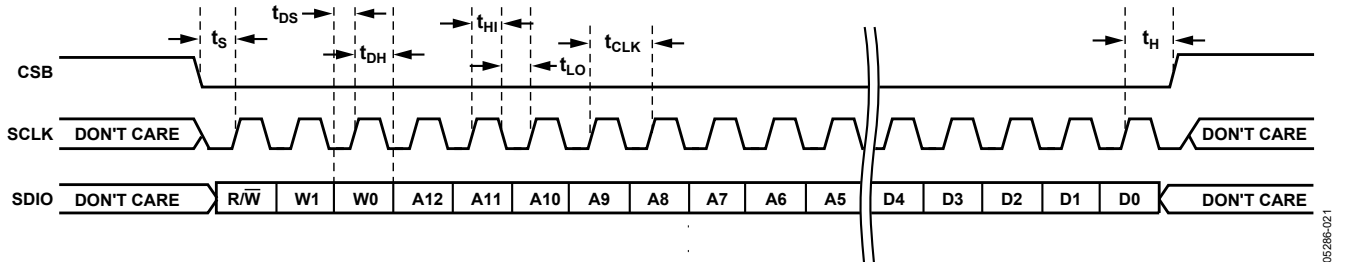 tDS tHI
tS tDH tCLK tH
tLO
CSB
SCLK DON'T CARE DON'T CARE
SDIO DON'T CARE R/W̅ W1 W0 A12 A11 A10 A9 A8 A7 A6 A5 D4 D3 D2 D1 D0 DON'T CARE
05286-021